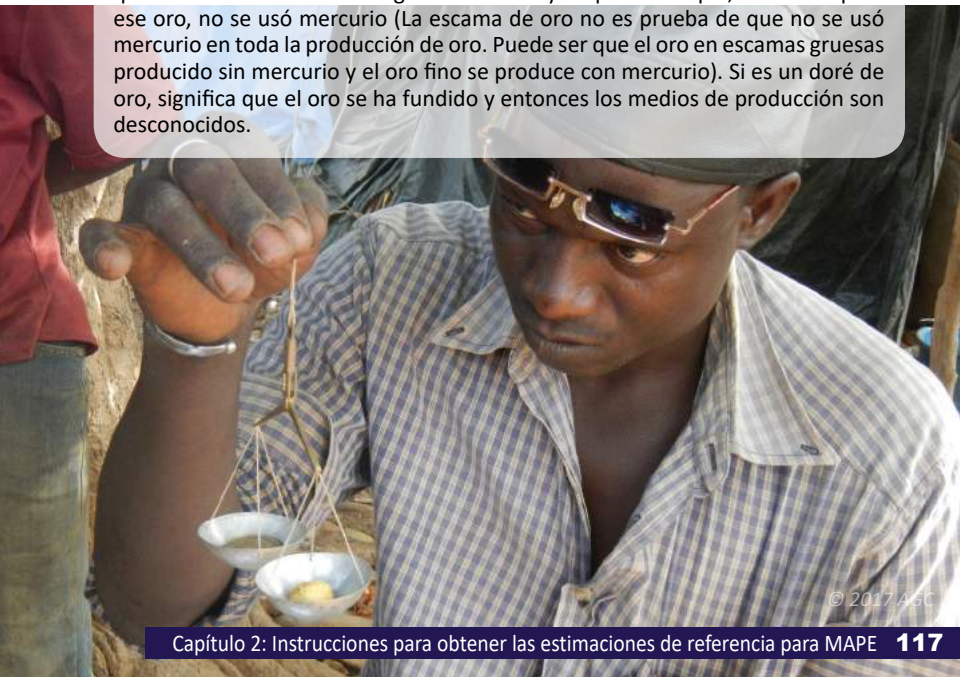 ese oro, no se usó mercurio (La escama de oro no es prueba de que no se usó
mercurio en toda la producción de oro. Puede ser que el oro en escamas gruesas
producido sin mercurio y el oro fino se produce con mercurio). Si es un doré de
oro, significa que el oro se ha fundido y entonces los medios de producción son
desconocidos.
© 2017 AGC
Capítulo 2: Instrucciones para obtener las estimaciones de referencia para MAPE 117